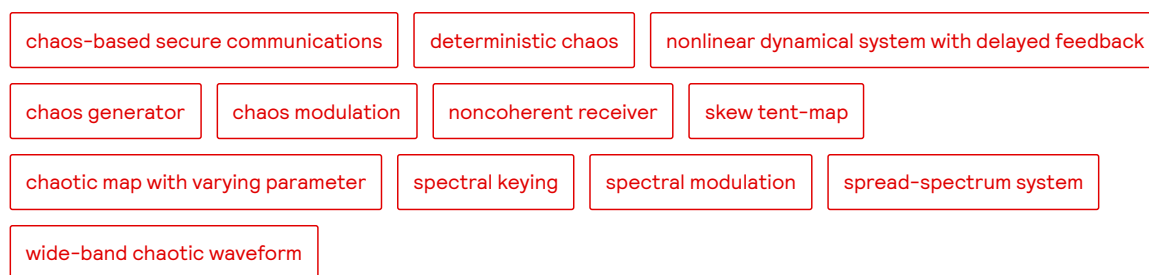 chaos-based secure communications deterministic chaos nonlinear dynamical system with delayed feedback
chaos generator chaos modulation noncoherent receiver skew tent-map
chaotic map with varying parameter spectral keying spectral modulation spread-spectrum system
wide-band chaotic waveform